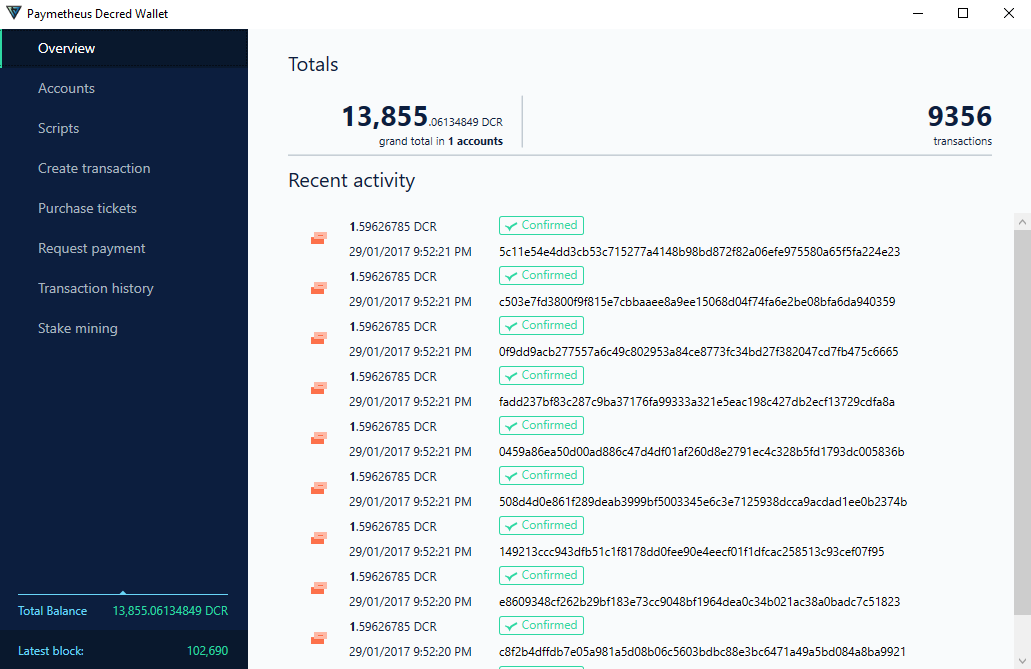 Paymetheus Decred Wallet
Overview
Accounts
Scripts
Create transaction
Purchase tickets
Request payment
Transaction history
Stake mining
Total Balance 13,855.06134849 DCR
Latest block: 102,690
Totals
13,855.06134849 DCR
grand total in 1 accounts
9356
transactions
Recent activity
1.59626785 DCR Confirmed
29/01/2017 9:52:21 PM 5c11e54e4dd3cb53c715277a4148b98bd872f82a06efe975580a65f5fa224e23
1.59626785 DCR Confirmed
29/01/2017 9:52:21 PM c503e7fd3800f9f815e7cbbaaee8a9ee15068d04f74fa6e2be08bfa6da940359
1.59626785 DCR Confirmed
29/01/2017 9:52:21 PM 0f9dd9acb277557a6c49c802953a84ce8773fc34bd27f382047cd7fb475c6665
1.59626785 DCR Confirmed
29/01/2017 9:52:21 PM fadd237bf83c287c9ba37176fa99333a321e5eac198c427db2ecf13729cdfa8a
1.59626785 DCR Confirmed
29/01/2017 9:52:21 PM 0459a86ea50d00ad886c47d4df01af260d8e2791ec4c328b5fd1793dc005836b
1.59626785 DCR Confirmed
29/01/2017 9:52:21 PM 508d4d0e861f289deab3999bf5003345e6c3e7125938dcca9acdad1ee0b2374b
1.59626785 DCR Confirmed
29/01/2017 9:52:21 PM 149213ccc943dfb51c1f8178dd0fee90e4eecf01f1dfcac258513c93cef07f95
1.59626785 DCR Confirmed
29/01/2017 9:52:20 PM e8609348cf262b29bf183e73cc9048bf1964dea0c34b021ac38a0badc7c51823
1.59626785 DCR Confirmed
29/01/2017 9:52:20 PM c8f2b4dffdb7e05a981a5d08b06c5603bdbc88e3bc6471a49a5bd084a8ba9921